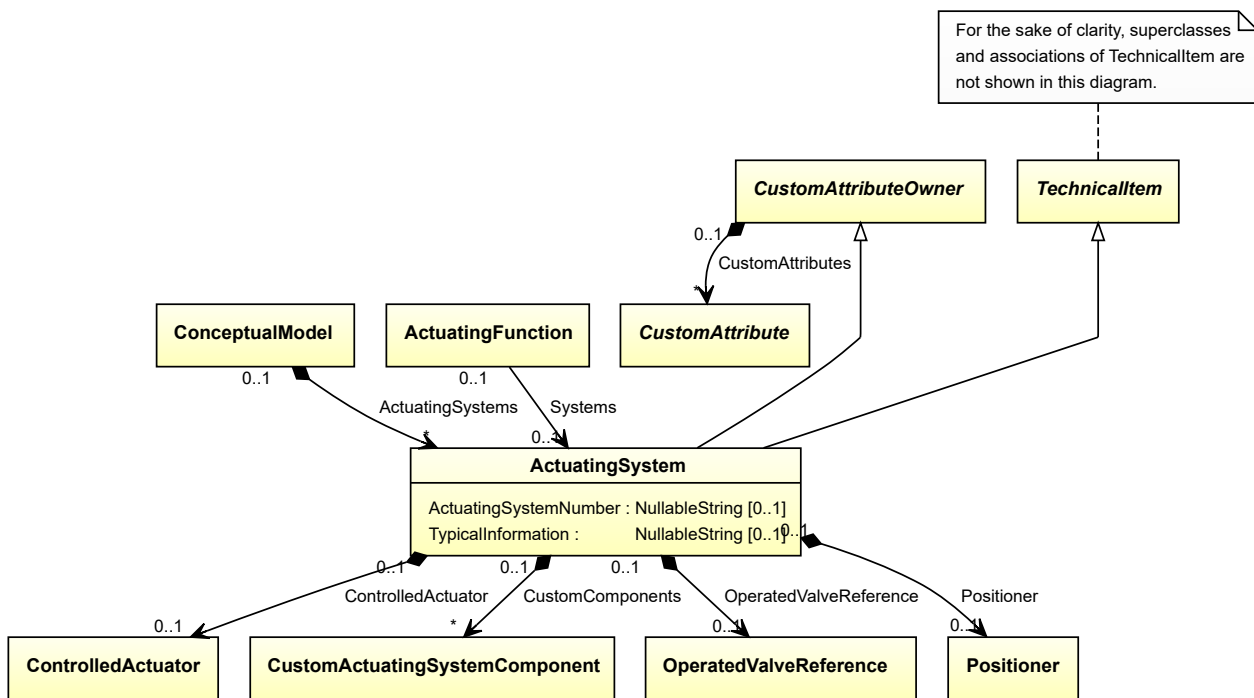 For the sake of clarity, superclasses
and associations of TechnicalItem are
not shown in this diagram.
CustomAttributeOwner
TechnicalItem
0..1
CustomAttributes
*
ConceptualModel
ActuatingFunction
CustomAttribute
0..1
0..1
ActuatingSystems
Systems
*
0..1
ActuatingSystem
ActuatingSystemNumber : NullableString [0..1]
TypicalInformation : NullableString [0..1]
0..1
0..1
0..1
0..1
ControlledActuator
CustomComponents
OperatedValveReference
Positioner
0..1
*
0..1
0..1
ControlledActuator
CustomActuatingSystemComponent
OperatedValveReference
Positioner